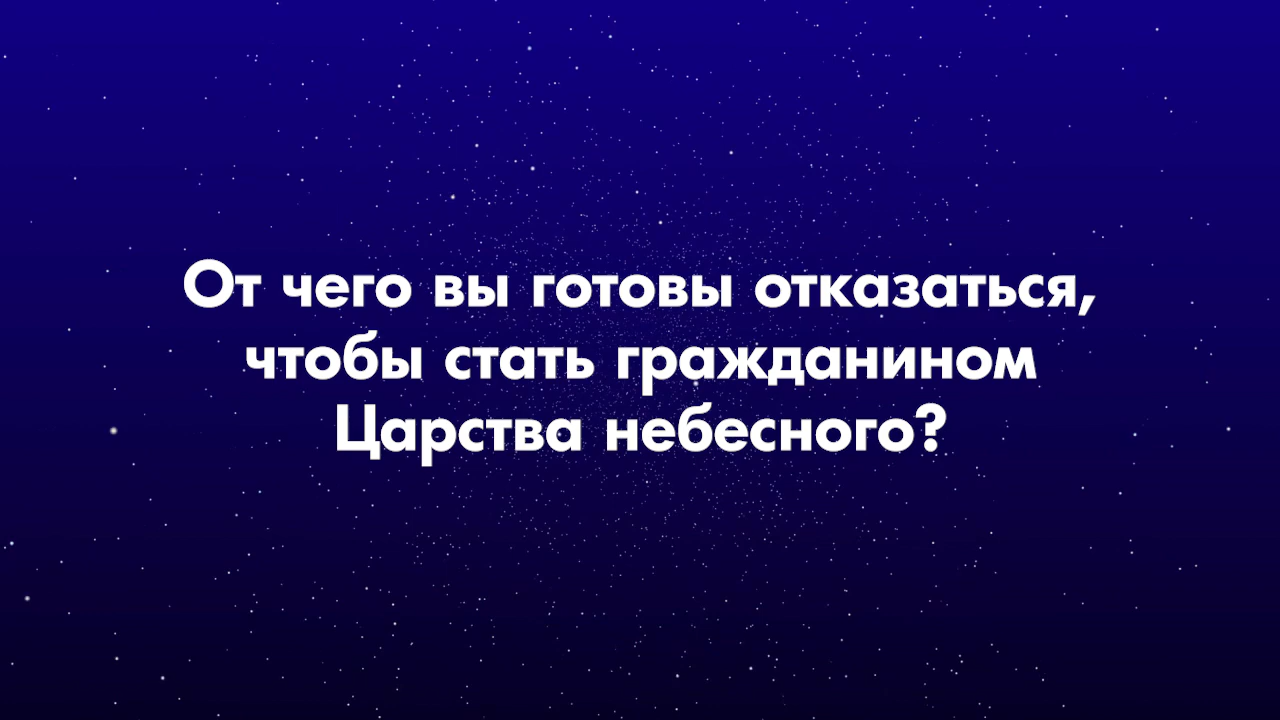 От чего вы готовы отказаться,
чтобы стать гражданином
Царства небесного?